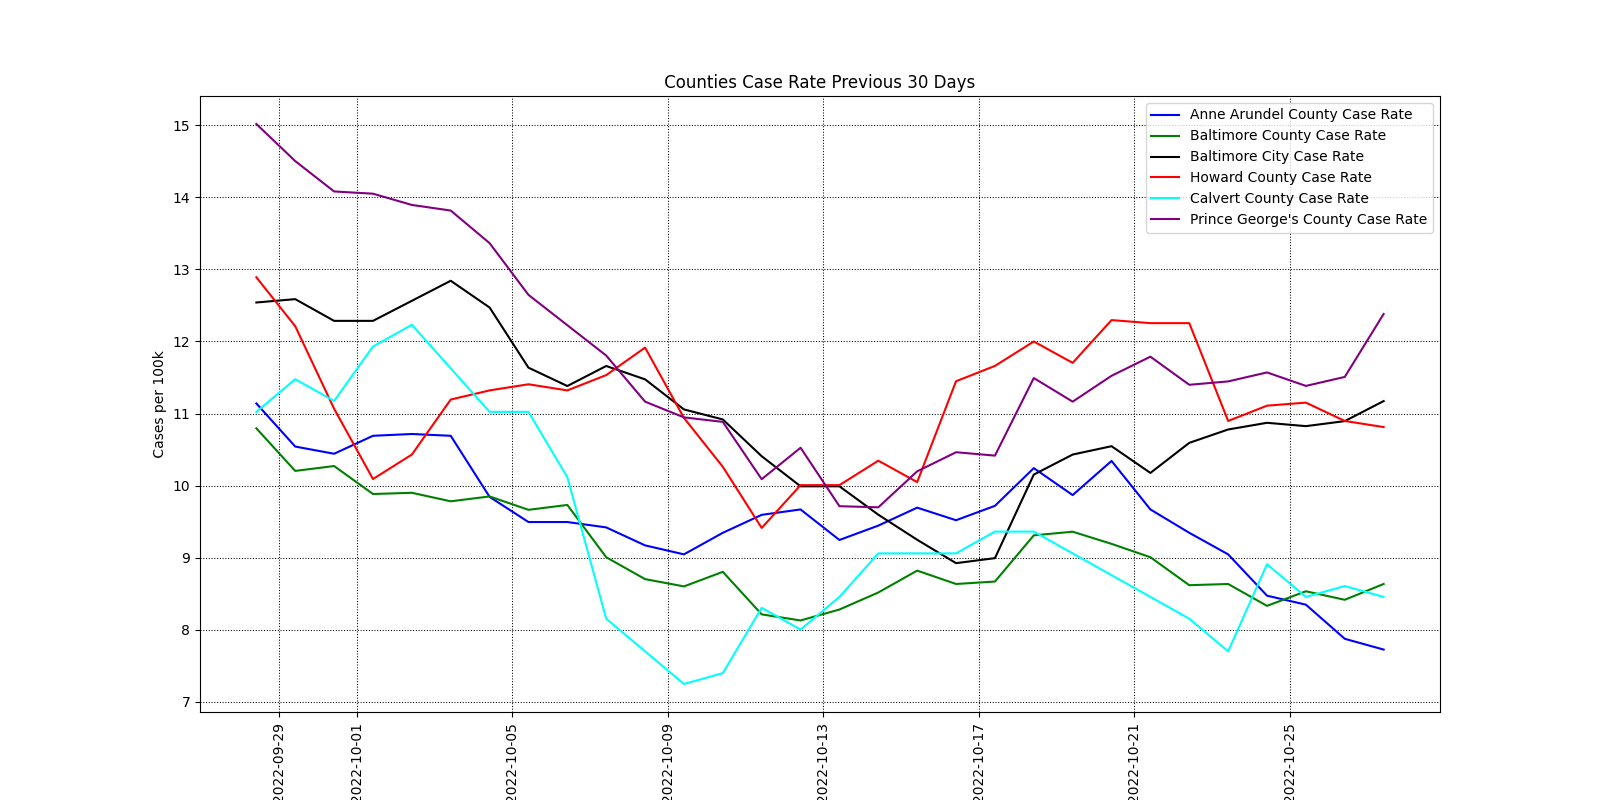 Counties Case Rate Previous 30 Days
Cases per 100k
15
14
13
12
11
10
9
8
7
Anne Arundel County Case Rate
Baltimore County Case Rate
Baltimore City Case Rate
Howard County Case Rate
Calvert County Case Rate
Prince George's County Case Rate
2022-09-29
2022-10-01
2022-10-05
2022-10-09
2022-10-13
2022-10-17
2022-10-21
2022-10-25